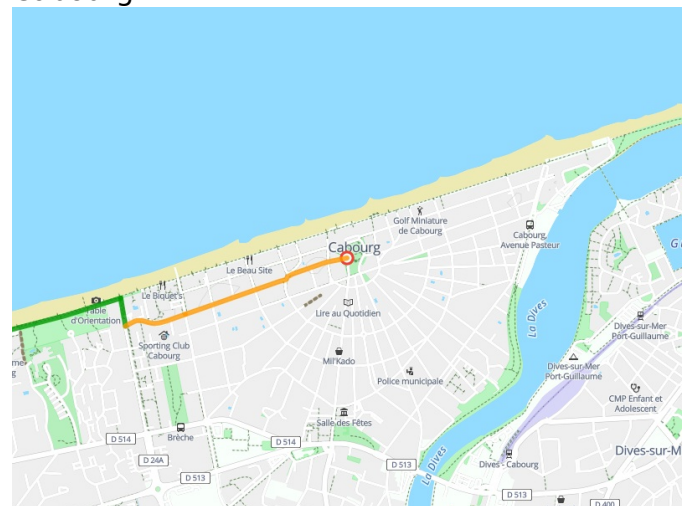 Golf Miniature
de Cabourg
Cabourg
Cabourg,
Avenue Pasteur
Le Beau Site
La Dives
Le Biquet's
Table
d'Orientation
Lire au Quotidien
Dives-sur-Mer
Port-Guillaume
Sporting Club
Cabourg
Mil'Kado
Dives-sur-Mer
Port-Guillaume
Police municipale
CMP Enfant et
Adolescent
Salle des Fêtes
Brèche
D 514
D 514
Dives-sur-M
D 24A
D 513
La Dives
Dives - Cabourg
D 513
D 513
D 400